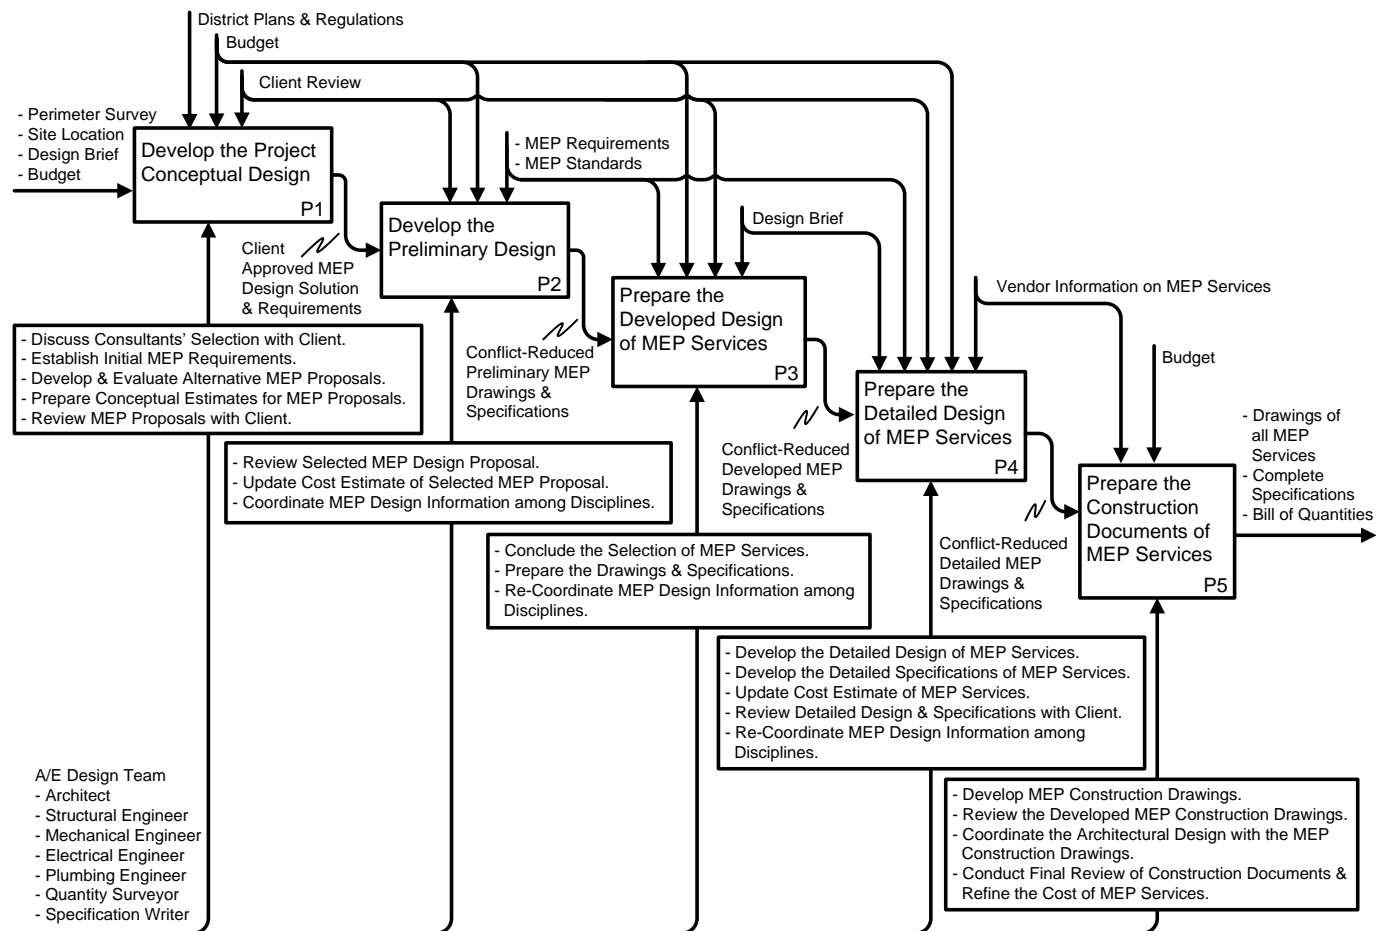 District Plans & Regulations
Budget
Client Review
- Perimeter Survey
- Site Location
- Design Brief
- Budget
Develop the Project
Conceptual Design
P1
- MEP Requirements
- MEP Standards
Client
Approved MEP
Design Solution
& Requirements
Develop the
Preliminary Design
P2
Design Brief
- Discuss Consultants' Selection with Client.
- Establish Initial MEP Requirements.
- Develop & Evaluate Alternative MEP Proposals.
- Prepare Conceptual Estimates for MEP Proposals.
- Review MEP Proposals with Client.
Conflict-Reduced
Preliminary MEP
Drawings &
Specifications
Prepare the
Developed Design
of MEP Services
P3
Vendor Information on MEP Services
Budget
- Review Selected MEP Design Proposal.
- Update Cost Estimate of Selected MEP Proposal.
- Coordinate MEP Design Information among Disciplines.
Conflict-Reduced
Developed MEP
Drawings &
Specifications
Prepare the
Detailed Design
of MEP Services
P4
- Drawings of
all MEP
Services
- Complete
Specifications
- Bill of Quantities
- Conclude the Selection of MEP Services.
- Prepare the Drawings & Specifications.
- Re-Coordinate MEP Design Information among
Disciplines.
Conflict-Reduced
Detailed MEP
Drawings &
Specifications
Prepare the
Construction
Documents of
MEP Services
P5
- Develop the Detailed Design of MEP Services.
- Develop the Detailed Specifications of MEP Services.
- Update Cost Estimate of MEP Services.
- Review Detailed Design & Specifications with Client.
- Re-Coordinate MEP Design Information among
Disciplines.
A/E Design Team
- Architect
- Structural Engineer
- Mechanical Engineer
- Electrical Engineer
- Plumbing Engineer
- Quantity Surveyor
- Specification Writer
- Develop MEP Construction Drawings.
- Review the Developed MEP Construction Drawings.
- Coordinate the Architectural Design with the MEP
Construction Drawings.
- Conduct Final Review of Construction Documents &
Refine the Cost of MEP Services.